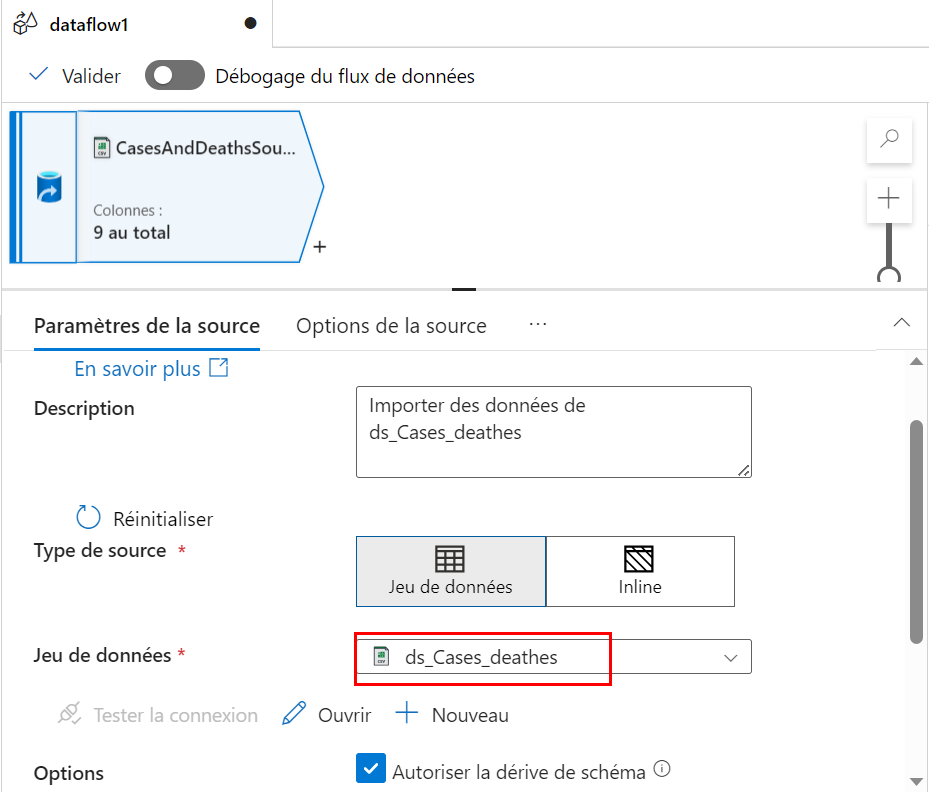 dataflow1
Valider
Débogage du flux de données
CasesAndDeathsSou...
Colonnes :
9 au total
Paramètres de la source
Options de la source
...
En savoir plus
Description
Importer des données de
ds_Cases_deathes
Réinitialiser
Type de source *
Jeu de données
Inline
Jeu de données *
ds_Cases_deathes
Tester la connexion
Ouvrir
Nouveau
Options
Autoriser la dérive de schéma